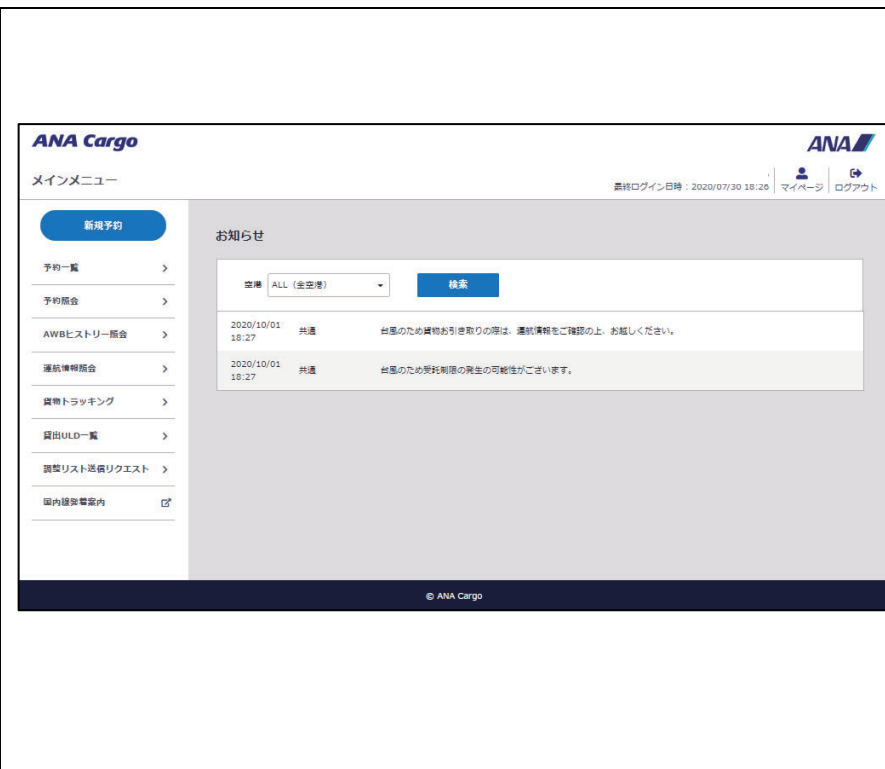 ANA Cargo
ANA
メインメニュー
最終ログイン日時：2020/07/30 18:26
マイページ
ログアウト
新規予約
予約一覧
予約照会
AWBヒストリー照会
運航情報照会
貨物トラッキング
貸出ULD一覧
調整リスト送信リクエスト
国内線発着案内
お知らせ
空港 ALL（全空港） 検索
2020/10/01
18:27
共通
台風のため貨物お引き取りの際は、運航情報をご確認の上、お越しください。
2020/10/01
18:27
共通
台風のため受託制限の発生の可能性がございます。
© ANA Cargo